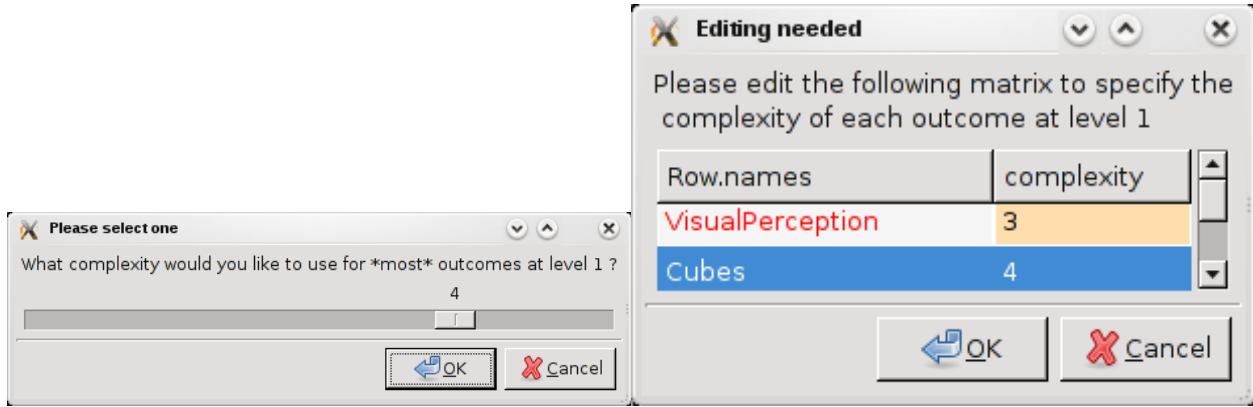 Please select one
What complexity would you like to use for *most* outcomes at level 1 ?
4
OK Cancel
Editing needed
Please edit the following matrix to specify the
complexity of each outcome at level 1
Row.names complexity
VisualPerception 3
Cubes 4
OK Cancel